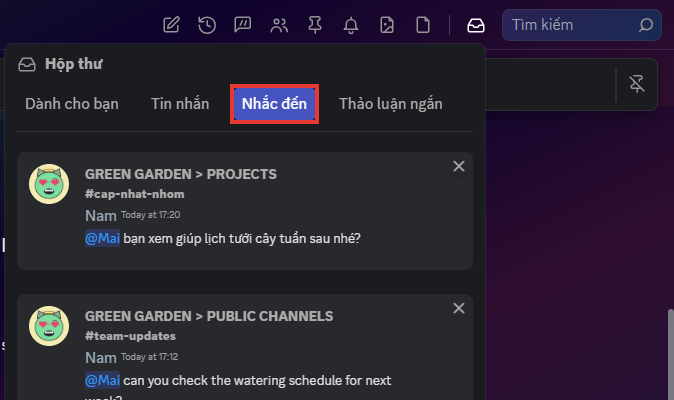 Tìm kiếm
Hộp thư
Dành cho bạn Tin nhắn Nhắc đến Thảo luận ngắn
GREEN GARDEN > PROJECTS
#cap-nhat-nhom
Nam Today at 17:20
@Mai bạn xem giúp lịch tưới cây tuần sau nhé?
GREEN GARDEN > PUBLIC CHANNELS
#team-updates
Nam Today at 17:12
@Mai can you check the watering schedule for next
week?